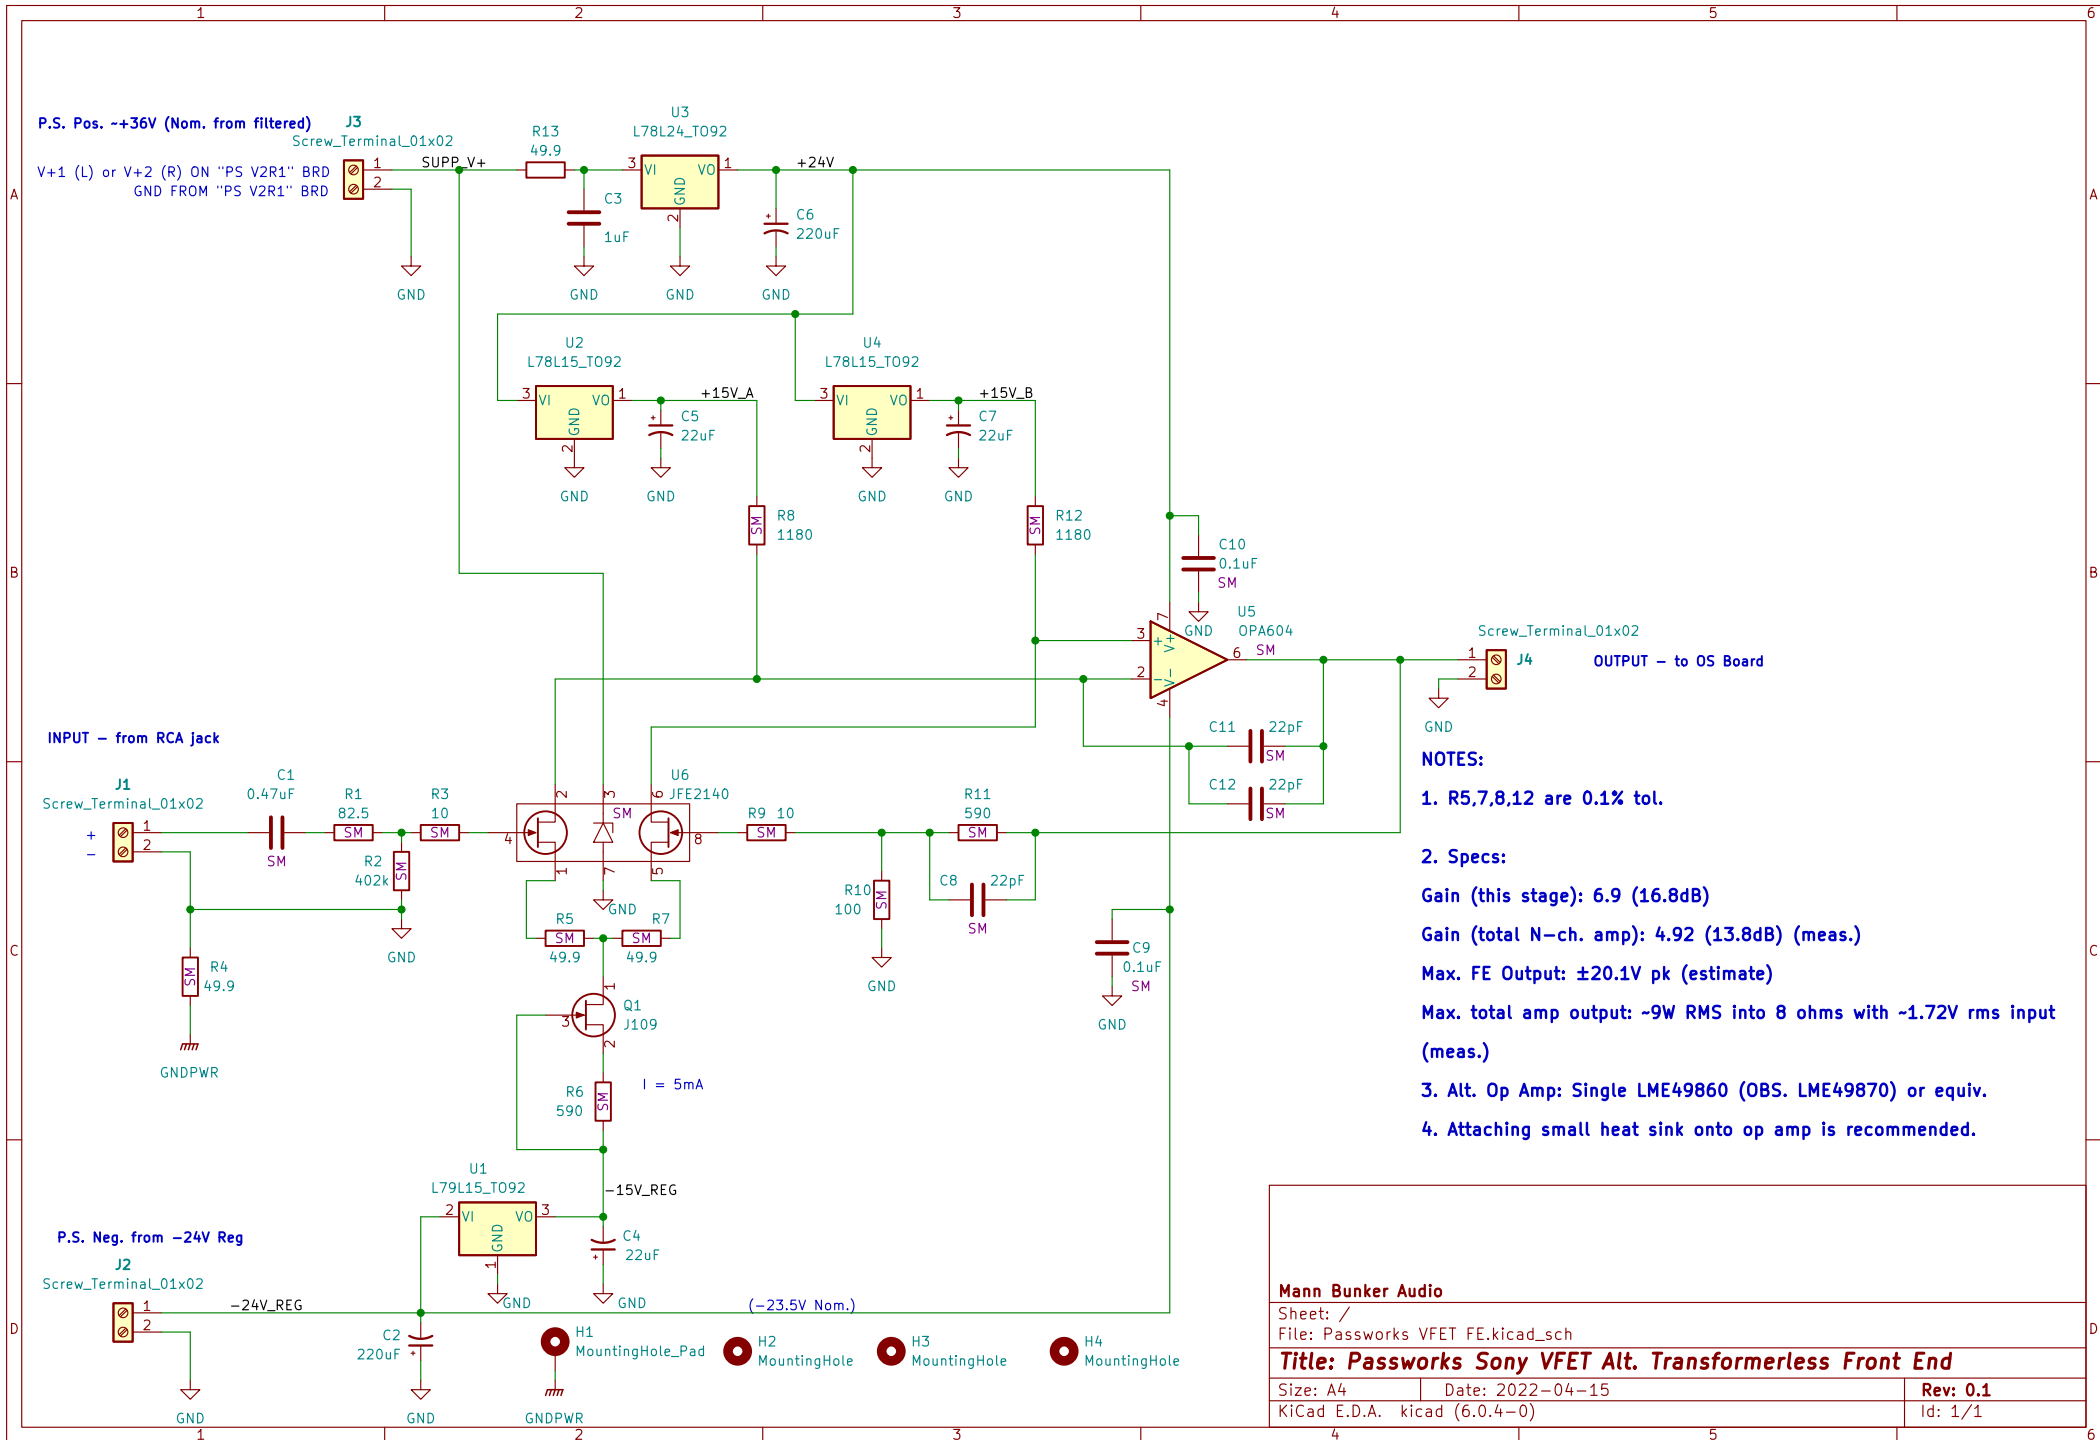 1 2 3 4 5 6
P.S. Pos. ~+36V (Nom. from filtered)
J3
Screw_Terminal_01x02
V+1 (L) or V+2 (R) ON "PS V2R1" BRD
GND FROM "PS V2R1" BRD
1
2
SUPP_V+
GND
R13
49.9
C3
1uF
GND
U3
L78L24_TO92
3 VI VO 1
GND
2
GND
+24V
C6
220uF
GND
A A
U2
L78L15_TO92
3 VI VO 1
GND
2
GND
+15V_A
C5
22uF
GND
U4
L78L15_TO92
3 VI VO 1
GND
2
GND
+15V_B
C7
22uF
GND
SM
R8
1180
SM
R12
1180
B B
C10
0.1uF
SM
GND
U5
OPA604
SM
3 +
2 -
7 V+
4 V-
6
Screw_Terminal_01x02
1
2
J4
OUTPUT - to OS Board
GND
C11 22pF
SM
C12 22pF
SM
INPUT - from RCA jack
J1
Screw_Terminal_01x02
+
-
1
2
C1
0.47uF
SM
R1
82.5
SM
R3
10
SM
R2
402k
SM
GND
R4
49.9
SM
GNDPWR
U6
JFE2140
SM
2 3 6
4 8
1 7 5
GND
R5
SM
49.9
R7
SM
49.9
R9 10
SM
R10
100
SM
GND
R11
590
SM
C8 22pF
SM
C9
0.1uF
SM
GND
C C
Q1
J109
1
3
2
R6
590
SM
I = 5mA
-15V_REG
U1
L79L15_TO92
2 VI VO 3
GND
1
GND
C4
22uF
GND
P.S. Neg. from -24V Reg
J2
Screw_Terminal_01x02
1
2
-24V_REG
(-23.5V Nom.)
GND
C2
220uF
GND
H1
MountingHole_Pad
GNDPWR
H2
MountingHole
H3
MountingHole
H4
MountingHole
D D
NOTES:
1. R5,7,8,12 are 0.1% tol.
2. Specs:
Gain (this stage): 6.9 (16.8dB)
Gain (total N-ch. amp): 4.92 (13.8dB) (meas.)
Max. FE Output: ±20.1V pk (estimate)
Max. total amp output: ~9W RMS into 8 ohms with ~1.72V rms input
(meas.)
3. Alt. Op Amp: Single LME49860 (OBS. LME49870) or equiv.
4. Attaching small heat sink onto op amp is recommended.
Mann Bunker Audio
Sheet: /
File: Passworks VFET FE.kicad_sch
Title: Passworks Sony VFET Alt. Transformerless Front End
Size: A4 Date: 2022-04-15 Rev: 0.1
KiCad E.D.A. kicad (6.0.4-0) Id: 1/1
1 2 3 4 5 6